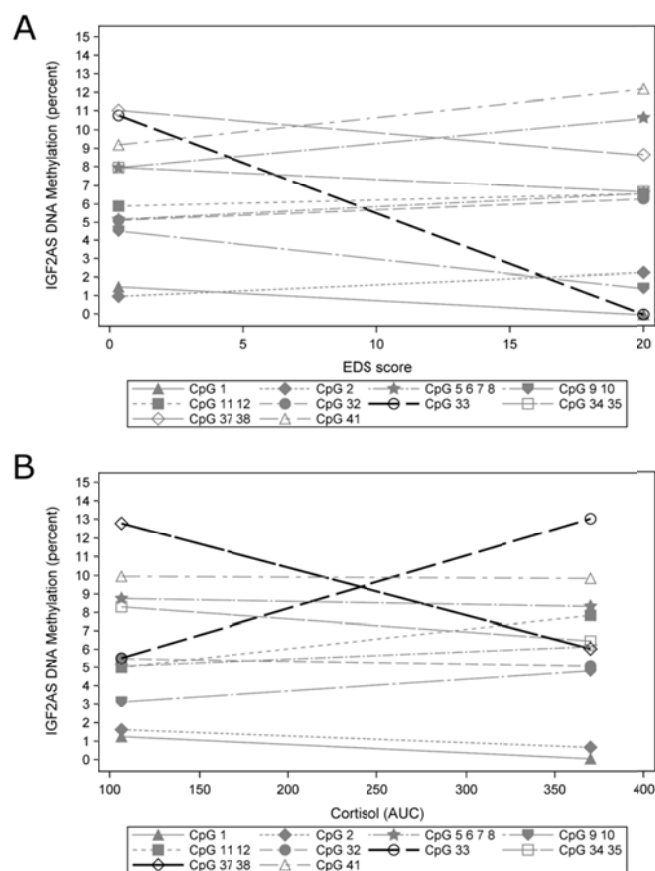 A
IGF2AS DNA Methylation (percent)
15
14
13
12
11
10
9
8
7
6
5
4
3
2
1
0
0 5 10 15 20
EDS score
CpG 1 CpG 2 CpG 5 6 7 8 CpG 9 10
CpG 11 12 CpG 32 CpG 33 CpG 34 35
CpG 37 38 CpG 41
B
IGF2AS DNA Methylation (percent)
15
14
13
12
11
10
9
8
7
6
5
4
3
2
1
0
100 150 200 250 300 350 400
Cortisol (AUC)
CpG 1 CpG 2 CpG 5 6 7 8 CpG 9 10
CpG 11 12 CpG 32 CpG 33 CpG 34 35
CpG 37 38 CpG 41